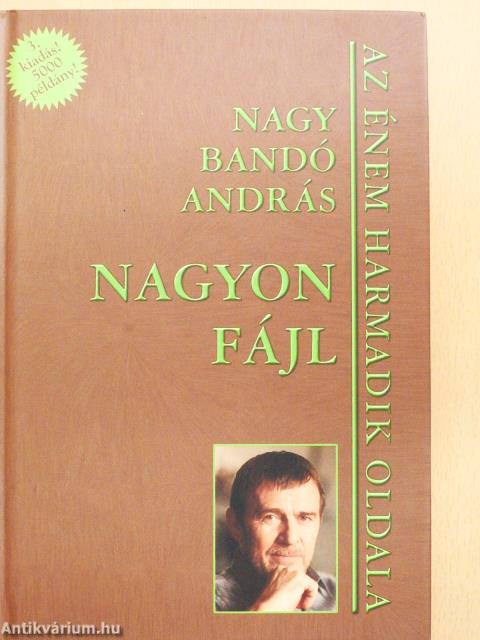 3.
kiadás!
5000
példány!
NAGY
BANDÓ
ANDRÁS
NAGYON
FÁJL
AZ ÉNEM HARMADIK OLDALA
Antikvárium.hu